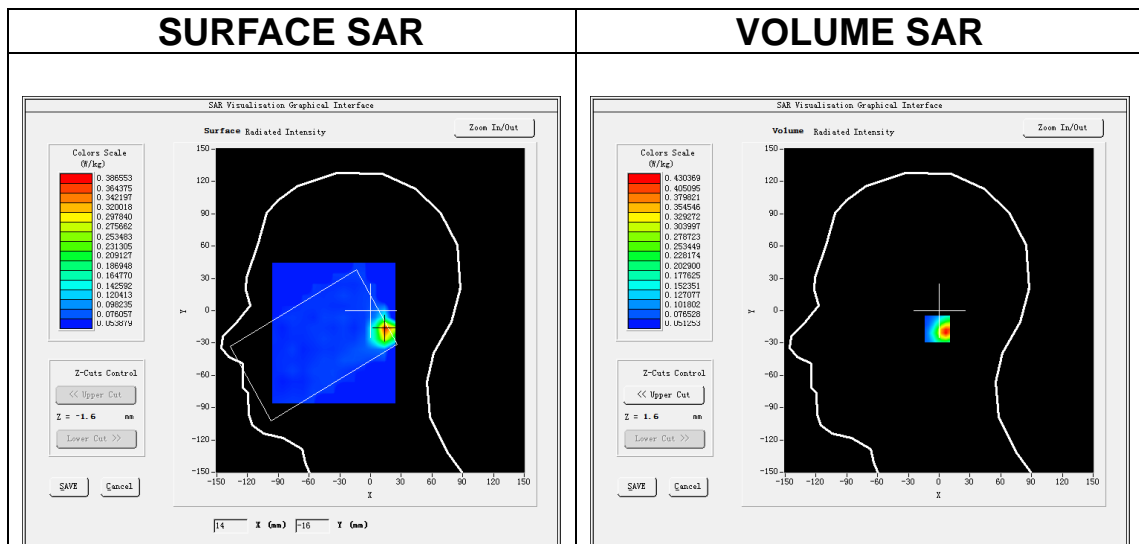 SURFACE SAR
VOLUME SAR
SAR Visualisation Graphical Interface
Surface Radiated Intensity
Zoom In/Out
Colors Scale
(W/kg)
0.386553
0.364375
0.342197
0.320018
0.297840
0.275662
0.253483
0.231305
0.209127
0.186948
0.164770
0.142592
0.120413
0.098235
0.076057
0.053879
Z-Cuts Control
<< Upper Cut
Z = -1.6 mm
Lower Cut >>
SAVE Cancel
150
120
90
60
30
0
-30
-60
-90
-120
-150
Y
-150 -120 -90 -60 -30 0 30 60 90 120 150
X
14 X (mm) -16 Y (mm)
SAR Visualisation Graphical Interface
Volume Radiated Intensity
Zoom In/Out
Colors Scale
(W/kg)
0.430369
0.405095
0.379821
0.354546
0.329272
0.303997
0.278723
0.253449
0.228174
0.202900
0.177625
0.152351
0.127077
0.101802
0.076528
0.051253
Z-Cuts Control
<< Upper Cut
Z = 1.6 mm
Lower Cut >>
SAVE Cancel
150
120
90
60
30
0
-30
-60
-90
-120
-150
Y
-150 -120 -90 -60 -30 0 30 60 90 120 150
X